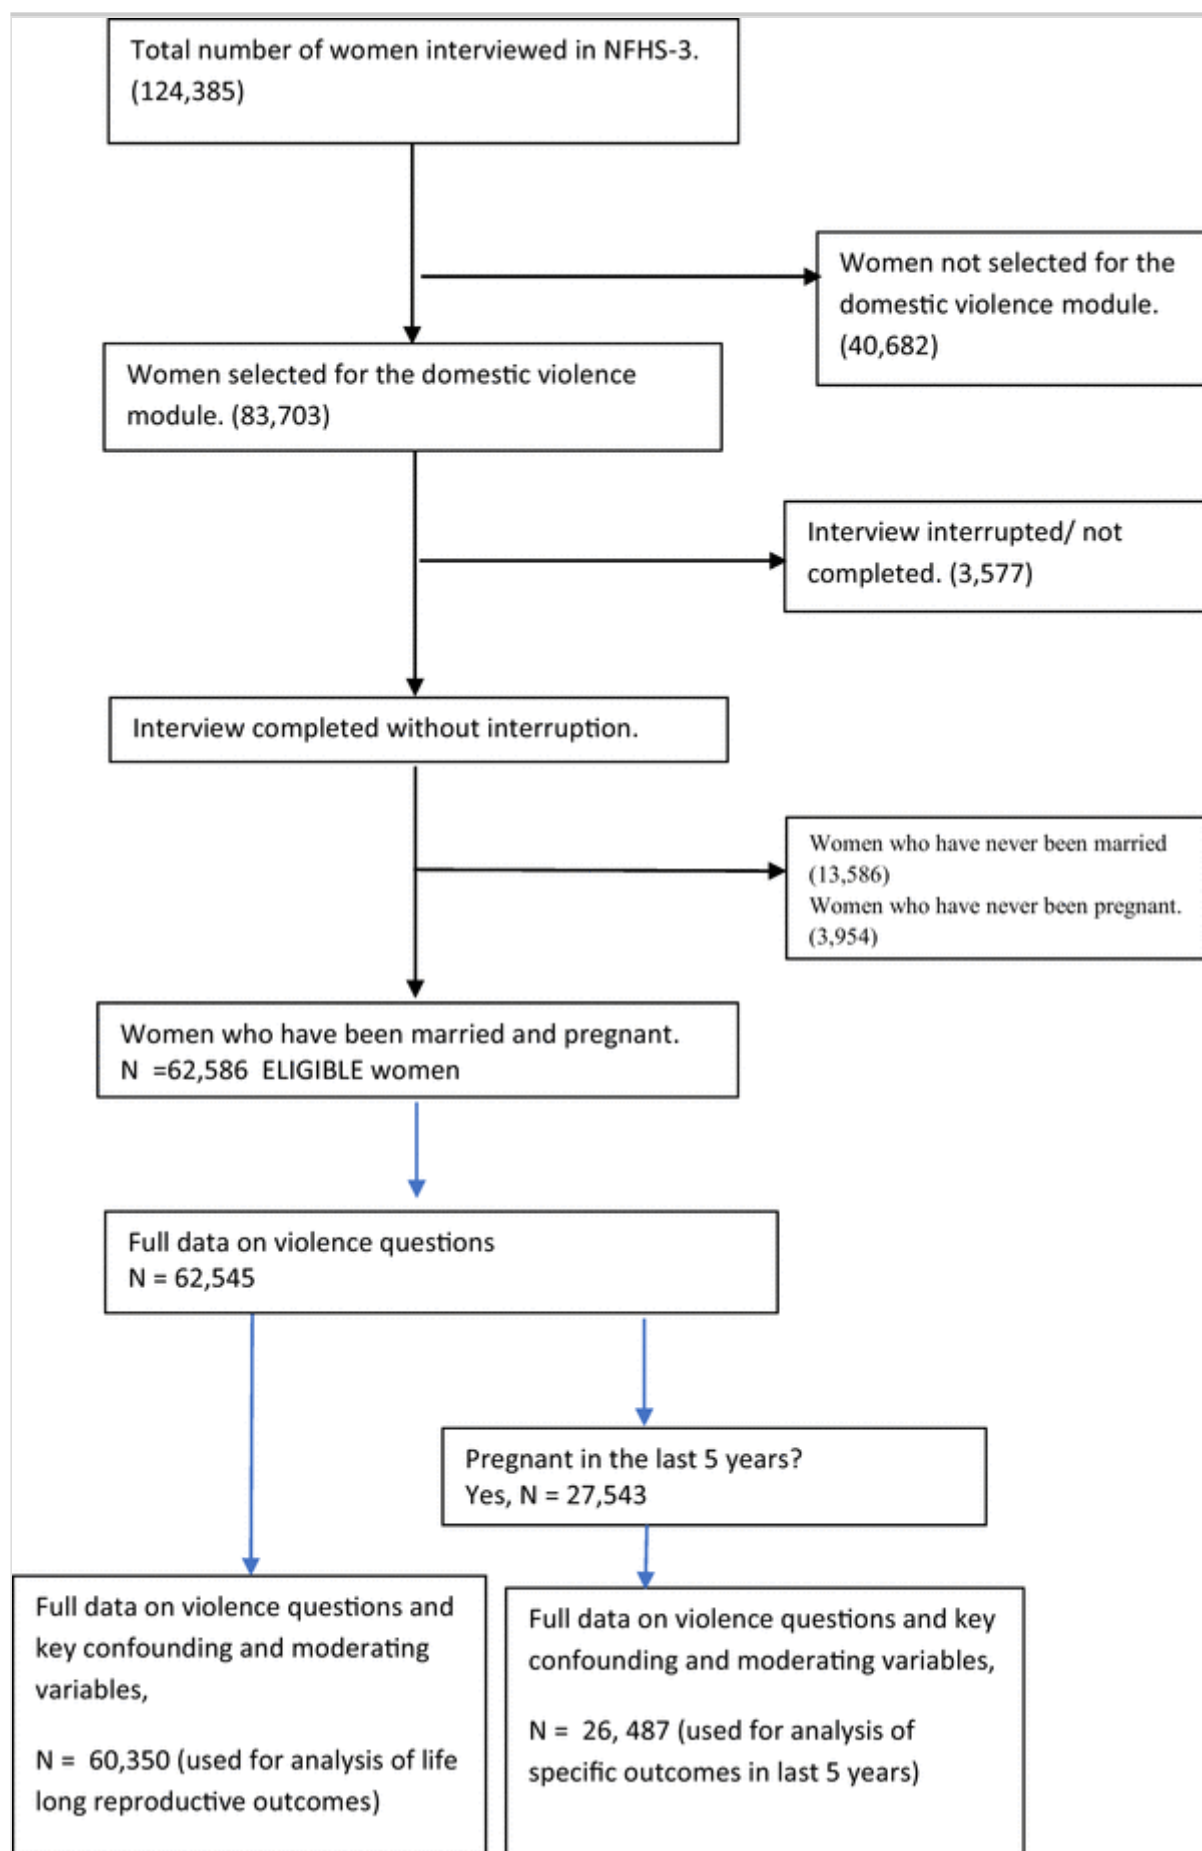 Total number of women interviewed in NFHS-3.
(124,385)
Women not selected for the
domestic violence module.
(40,682)
Women selected for the domestic violence
module. (83,703)
Interview interrupted/ not
completed. (3,577)
Interview completed without interruption.
Women who have never been married
(13,586)
Women who have never been pregnant.
(3,954)
Women who have been married and pregnant.
N =62,586 ELIGIBLE women
Full data on violence questions
N = 62,545
Pregnant in the last 5 years?
Yes, N = 27,543
Full data on violence questions and
key confounding and moderating
variables,
N = 60,350 (used for analysis of life
long reproductive outcomes)
Full data on violence questions and key
confounding and moderating variables,
N = 26, 487 (used for analysis of
specific outcomes in last 5 years)